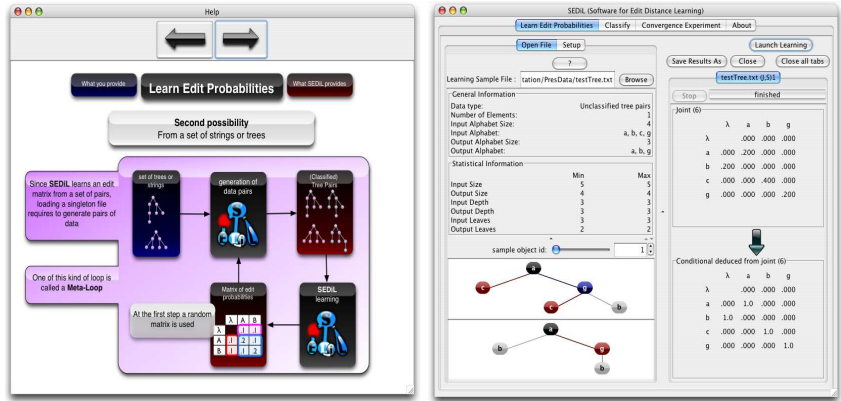 Help
What you provide
Learn Edit Probabilities
What SEDiL provides
Second possibility
From a set of strings or trees
Since SEDiL learns an edit
matrix from a set of pairs,
loading a singleton file
requires to generate pairs of
data
One of this kind of loop is
called a Meta-Loop
set of trees or
strings
generation of
data pairs
(Classified)
Tree Pairs
At the first step a random
matrix is used
Matrix of edit
probabilities
λ A B
λ .1 .1
A .1 .2 .1
B .1 .1 .2
SEDiL
learning
SEDiL (Software for Edit Distance Learning)
Learn Edit Probabilities Classify Convergence Experiment About
Open File Setup
?
Learning Sample File : tation/PresData/testTree.txt Browse
General Information
Data type: Unclassified tree pairs
Number of Elements: 1
Input Alphabet Size: 4
Input Alphabet: a, b, c, g
Output Alphabet Size: 3
Output Alphabet: a, b, g
Statistical Information
Min Max
Input Size 5 5
Output Size 4 4
Input Depth 3 3
Output Depth 3 3
Input Leaves 3 3
Output Leaves 2 2
sample object id: 1
a
c g
c b
a
b g
b
Launch Learning
Save Results As Close Close all tabs
testTree.txt (J,S)1
Stop finished
Joint (6)
λ a b g
λ .000 .000 .000
a .000 .200 .000 .000
b .200 .000 .000 .000
c .000 .000 .400 .000
g .000 .000 .000 .200
Conditional deduced from joint (6)
λ a b g
λ .000 .000 .000
a .000 1.0 .000 .000
b 1.0 .000 .000 .000
c .000 .000 1.0 .000
g .000 .000 .000 1.0